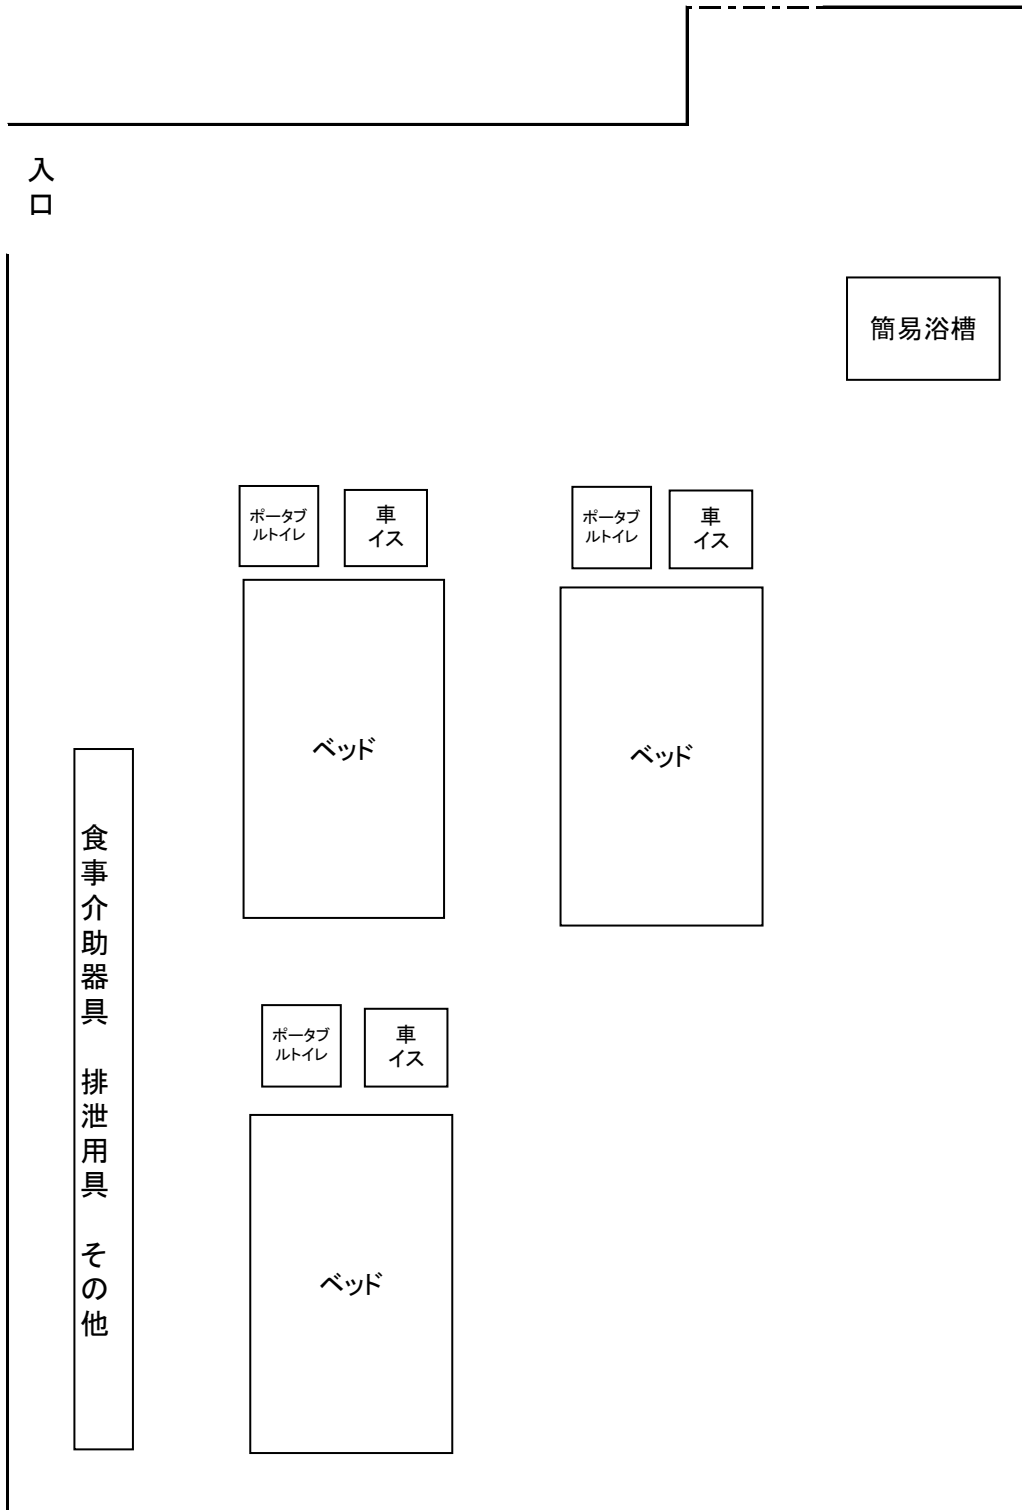 入口
簡易浴槽
ポータブ
ルトイレ
車
イス
ポータブ
ルトイレ
車
イス
ベッド
ベッド
食事介助器具　排泄用具　その他
ポータブ
ルトイレ
車
イス
ベッド